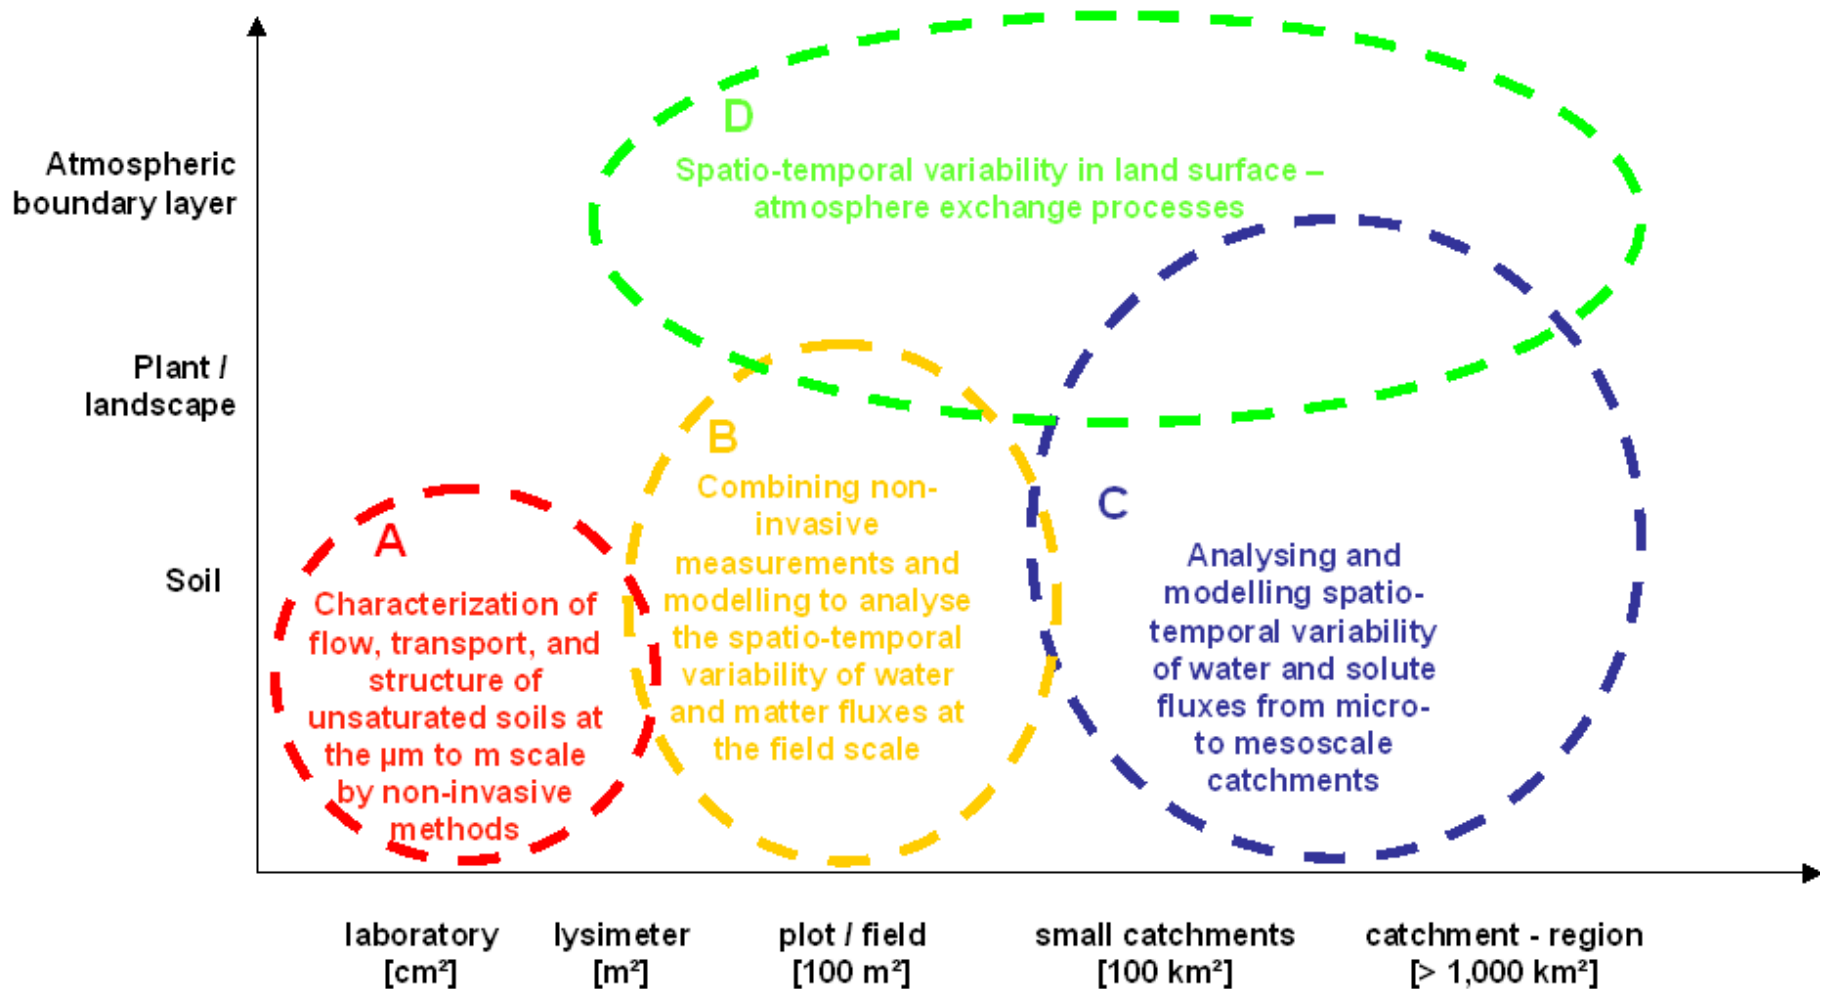 D
Spatio-temporal variability in land surface –
atmosphere exchange processes
Atmospheric
boundary layer
Plant /
landscape
Soil
A
Characterization of
flow, transport, and
structure of
unsaturated soils at
the µm to m scale
by non-invasive
methods
B
Combining non-
invasive
measurements and
modelling to analyse
the spatio-temporal
variability of water
and matter fluxes at
the field scale
C
Analysing and
modelling spatio-
temporal variability
of water and solute
fluxes from micro-
to mesoscale
catchments
laboratory
[cm²]
lysimeter
[m²]
plot / field
[100 m²]
small catchments
[100 km²]
catchment - region
[> 1,000 km²]